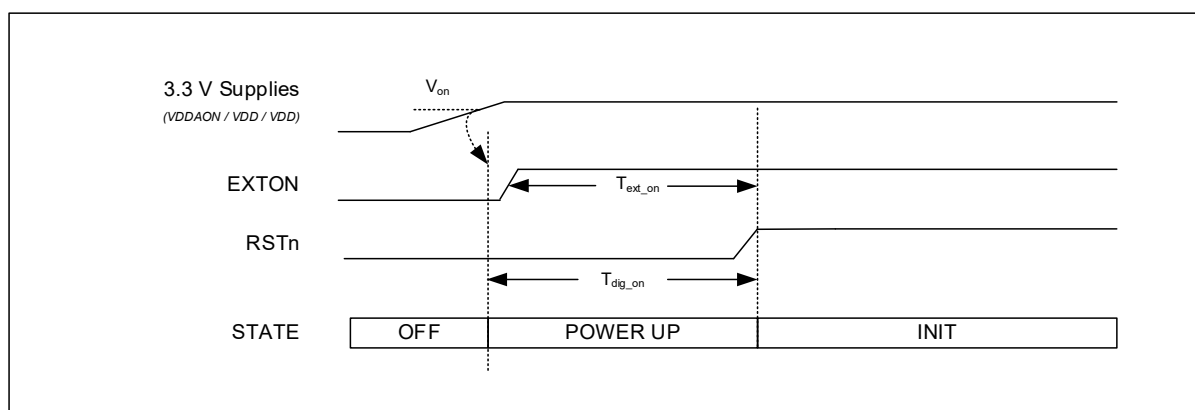 3.3 V Supplies
(VDDAON / VDD / VDD)
Von
EXTON
Text_on
RSTn
Tdig_on
STATE
OFF
POWER UP
INIT